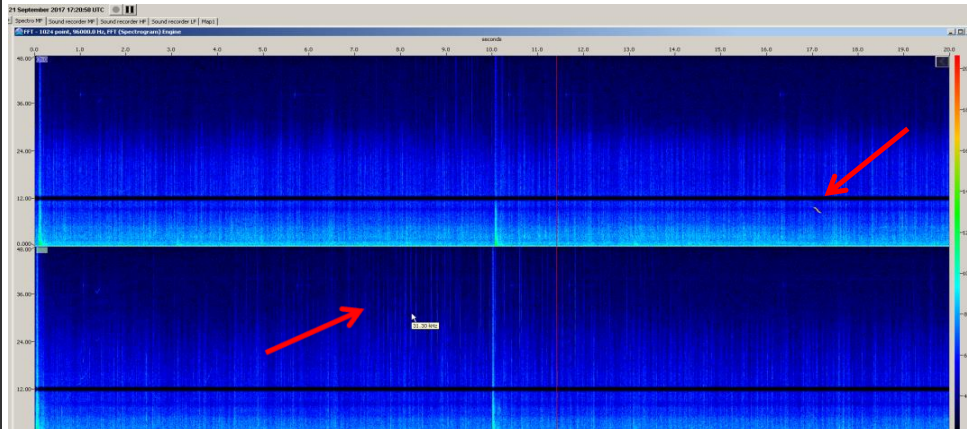 21 September 2017 17:20:50 UTC
Spectro MF Sound recorder MF Sound recorder HF Sound recorder LF Map1
FFT - 1024 point, 96000.0 Hz, FFT (Spectrogram) Engine
seconds
0.0 1.0 2.0 3.0 4.0 5.0 6.0 7.0 8.0 9.0 10.0 11.0 12.0 13.0 14.0 15.0 16.0 17.0 18.0 19.0 20.0
48.00
36.00
24.00
12.00
0.000
48.00
36.00
31.30 kHz
24.00
12.00